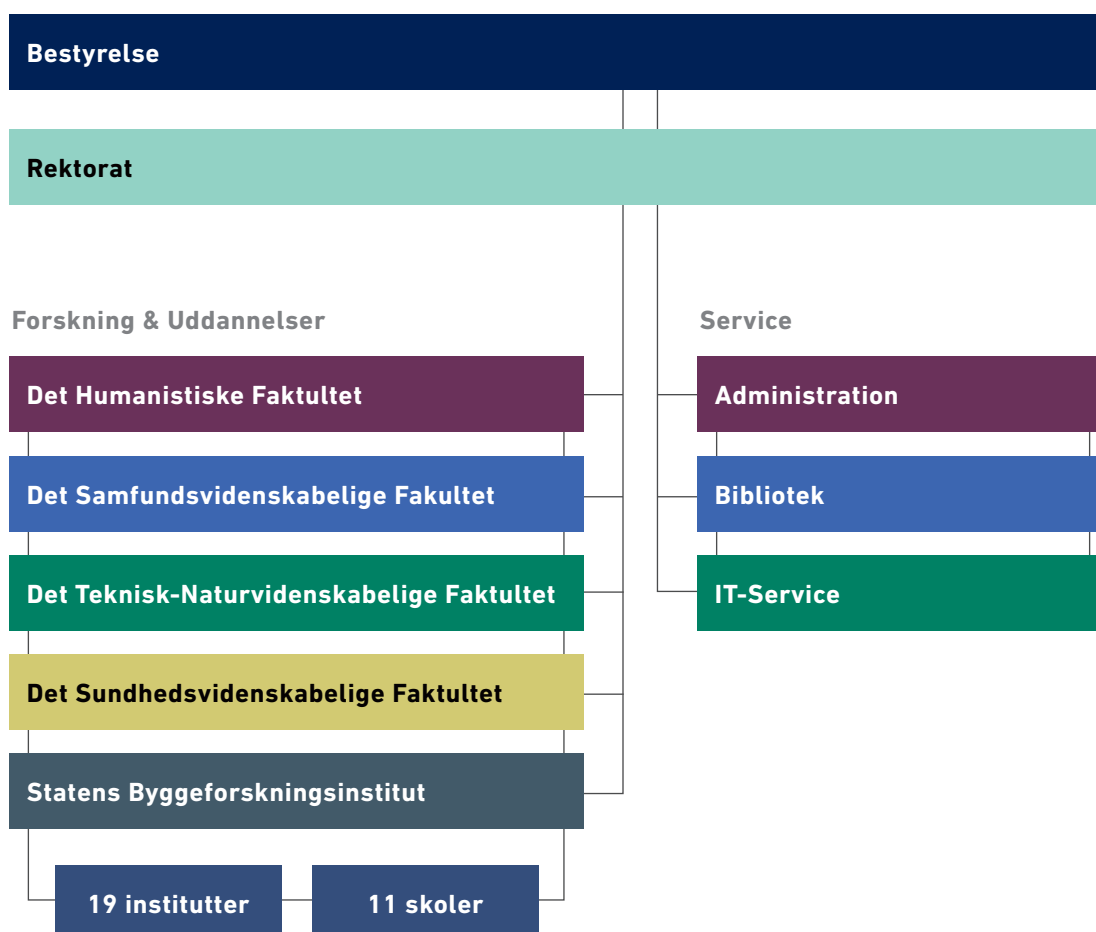 Bestyrelse
Rektorat
Forskning & Uddannelser
Det Humanistiske Faktultet
Det Samfundsvidenskabelige Fakultet
Det Teknisk-Naturvidenskabelige Faktultet
Det Sundhedsvidenskabelige Faktultet
Statens Byggeforskningsinstitut
19 institutter
11 skoler
Service
Administration
Bibliotek
IT-Service